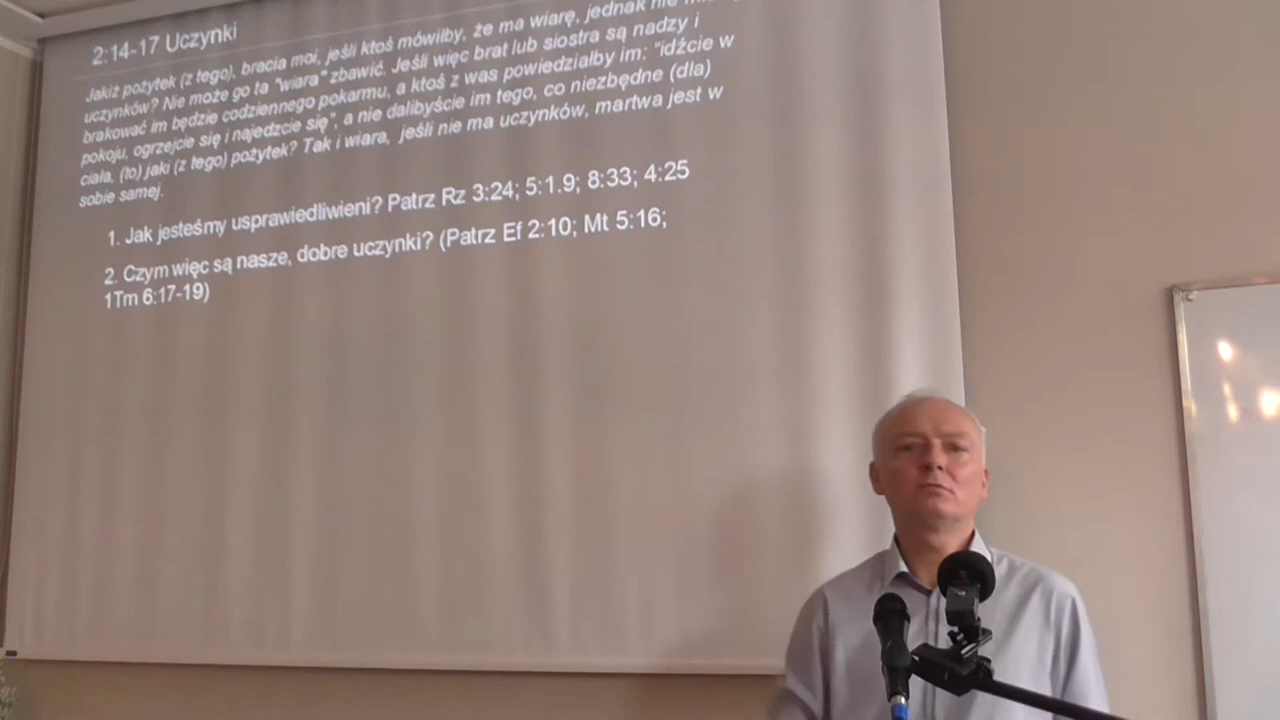 2:14-17 Uczynki
Jakiż pożytek (z tego), bracia moi, jeśli ktoś mówiłby, że ma wiarę, jednak nie
uczynków? Nie może go ta "wiara" zbawić. Jeśli więc brat lub siostra są nadzy i
brakować im będzie codziennego pokarmu, a ktoś z was powiedziałby im: "idźcie w
pokoju, ogrzejcie się i najedzcie się", a nie dalibyście im tego, co niezbędne (dla)
ciała, (to) jaki (z tego) pożytek? Tak i wiara, jeśli nie ma uczynków, martwa jest w
sobie samej.
1. Jak jesteśmy usprawiedliwieni? Patrz Rz 3:24; 5:1.9; 8:33; 4:25
2. Czym więc są nasze, dobre uczynki? (Patrz Ef 2:10; Mt 5:16;
1Tm 6:17-19)